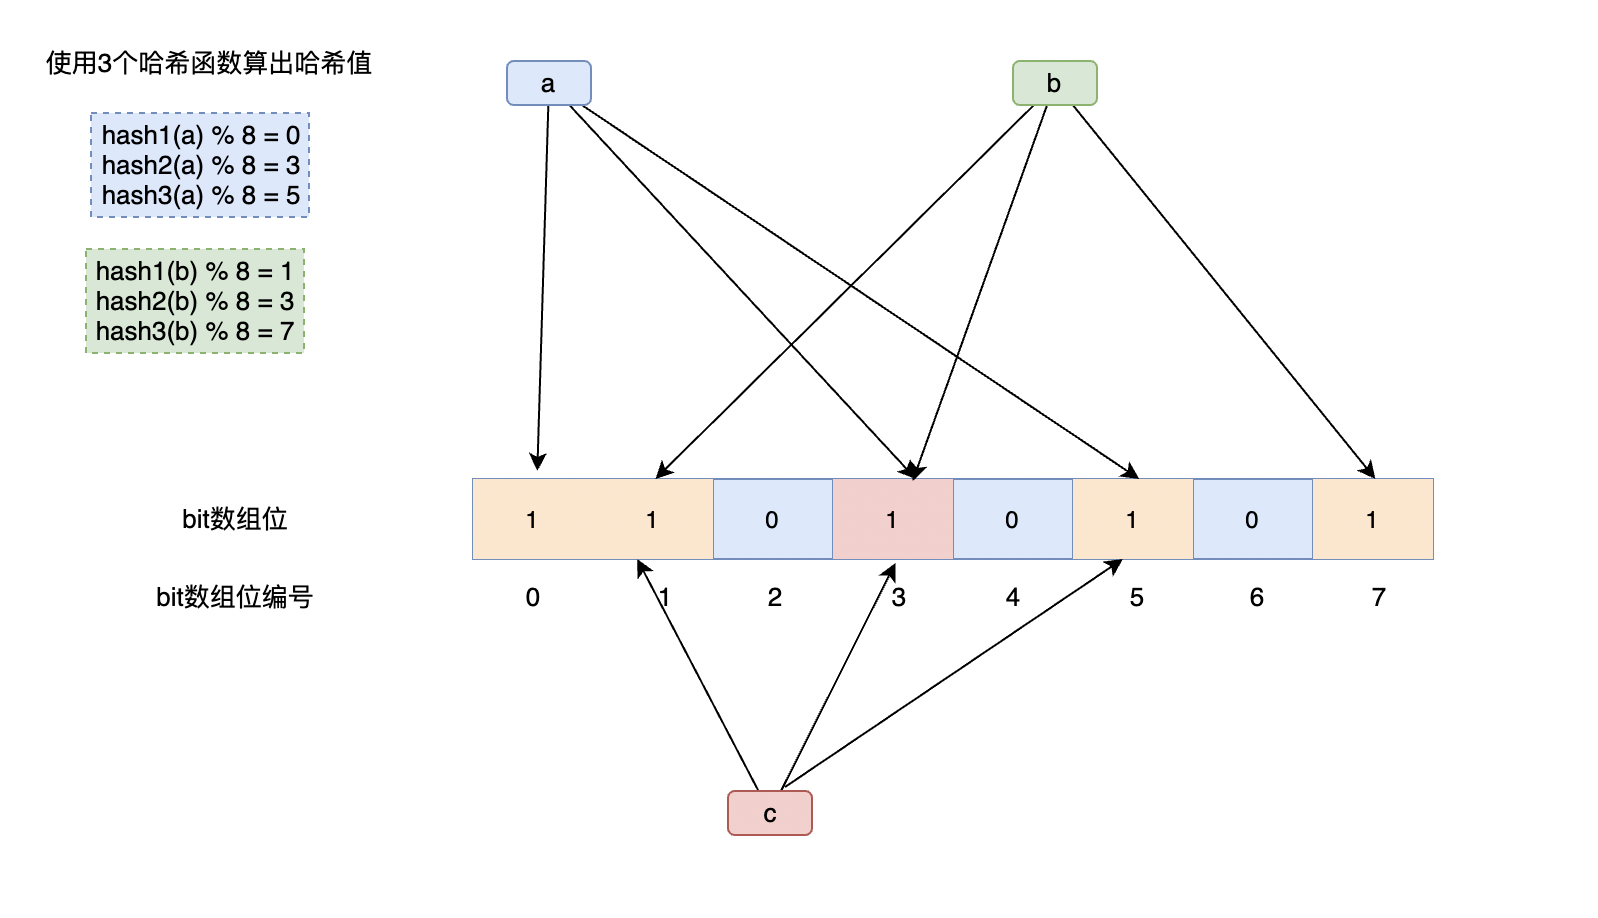 使用3个哈希函数算出哈希值
a
b
hash1(a) % 8 = 0
hash2(a) % 8 = 3
hash3(a) % 8 = 5
hash1(b) % 8 = 1
hash2(b) % 8 = 3
hash3(b) % 8 = 7
bit数组位 1 1 0 1 0 1 0 1
bit数组位编号 0 1 2 3 4 5 6 7
c